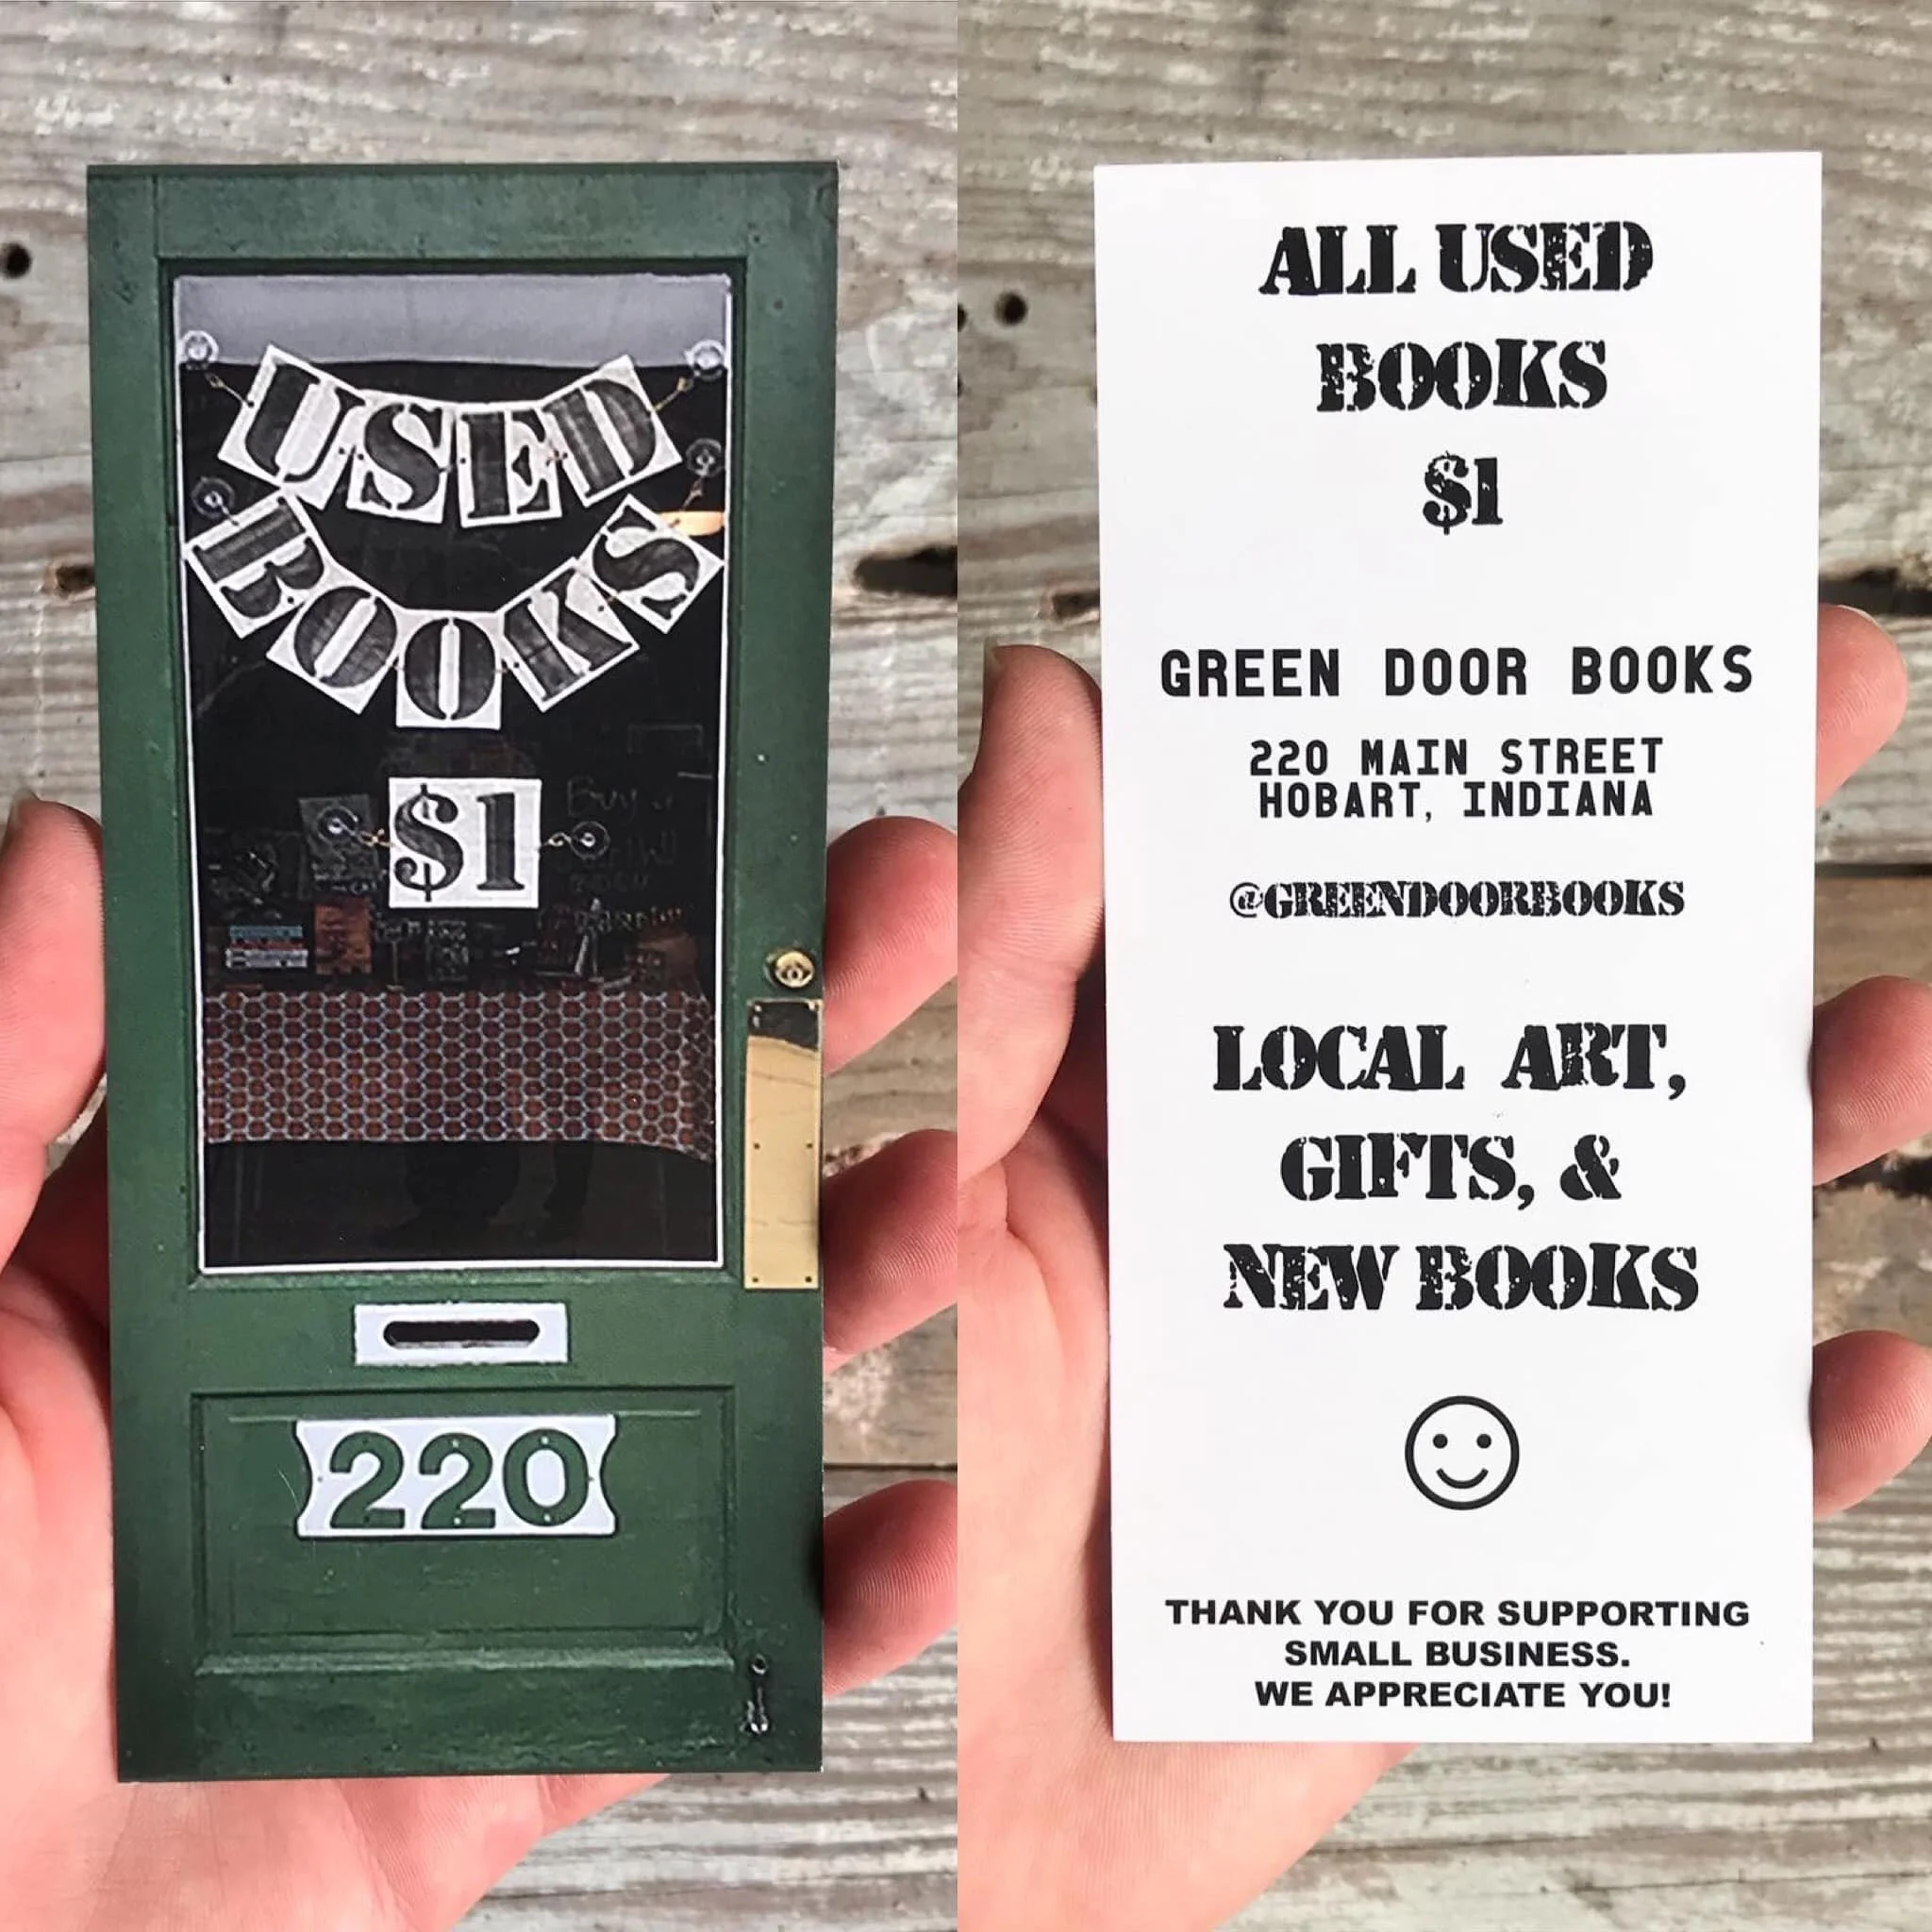 USED
BOOKS
$1
220
ALL USED
BOOKS
$1
GREEN DOOR BOOKS
220 MAIN STREET
HOBART, INDIANA
@GREENDOORBOOKS
LOCAL ART,
GIFTS, &
NEW BOOKS
THANK YOU FOR SUPPORTING
SMALL BUSINESS.
WE APPRECIATE YOU!